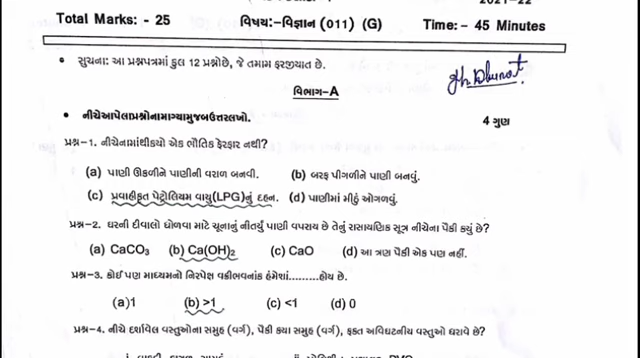 2021-22
Total Marks: - 25 વિષય:-વિજ્ઞાન (011) (G) Time: - 45 Minutes
• સુચના: આ પ્રશ્નપત્રમાં કુલ 12 પ્રશ્નોછે, જે તમામ ફરજીયાત છે.
વિભાગ-A
• નીચેઆપેલાપ્રશ્નોનામાગ્યામુજબઉત્તરલખો. 4 ગુણ
પ્રશ્ન-1. નીચેનામાંથીકયો એક ભૌતિક ફેરફાર નથી?
(a) પાણી ઊકળીને પાણીની વરાળ બનવી. (b) બરફ પીગળીને પાણી બનવું.
(c) પ્રવાહીકૃત પેટ્રોલિયમ વાયુ(LPG)નું દહન. (d) પાણીમાં મીઠું ઓગળવું.
પ્રશ્ન-2. ઘરની દીવાલો ધોળવા માટે ચૂનાનું નીતર્યું પાણી વપરાય છે તેનું રાસાયણિક સૂત્ર નીચેના પૈકી કયું છે?
(a) CaCO₃ (b) Ca(OH)₂ (c) CaO (d) આ ત્રણ પૈકી એક પણ નહીં.
પ્રશ્ન-3. કોઈ પણ માધ્યમનો નિરપેક્ષ વક્રીભવનાંક હંમેશાં.........હોય છે.
(a)1 (b) >1 (c) <1 (d) 0
પ્રશ્ન-4. નીચે દર્શાવેલ વસ્તુઓના સમુહ (વર્ગ), પૈકી કયા સમુહ (વર્ગ), ફક્ત અવિઘટનીય વસ્તુઓ ધરાવે છે?